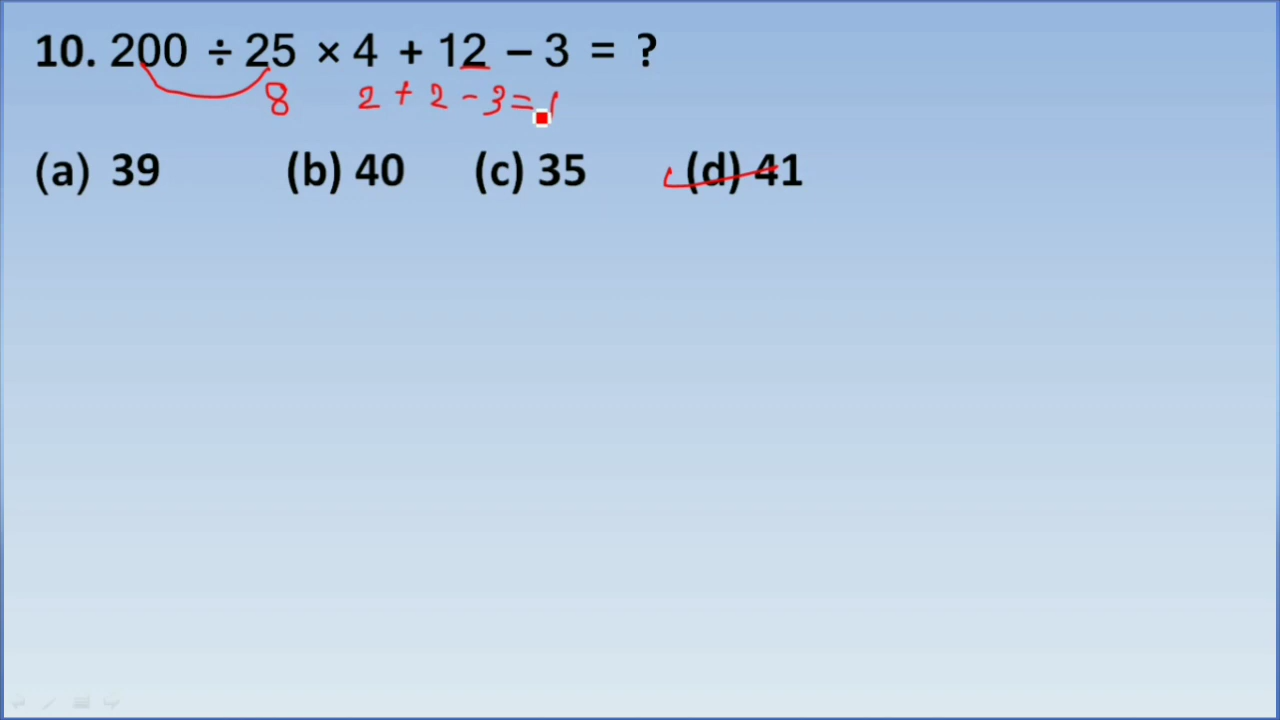 10. 200 ÷ 25 × 4 + 12 – 3 = ?
8 2 + 2 - 3 = 1
(a) 39 (b) 40 (c) 35 (d) 41